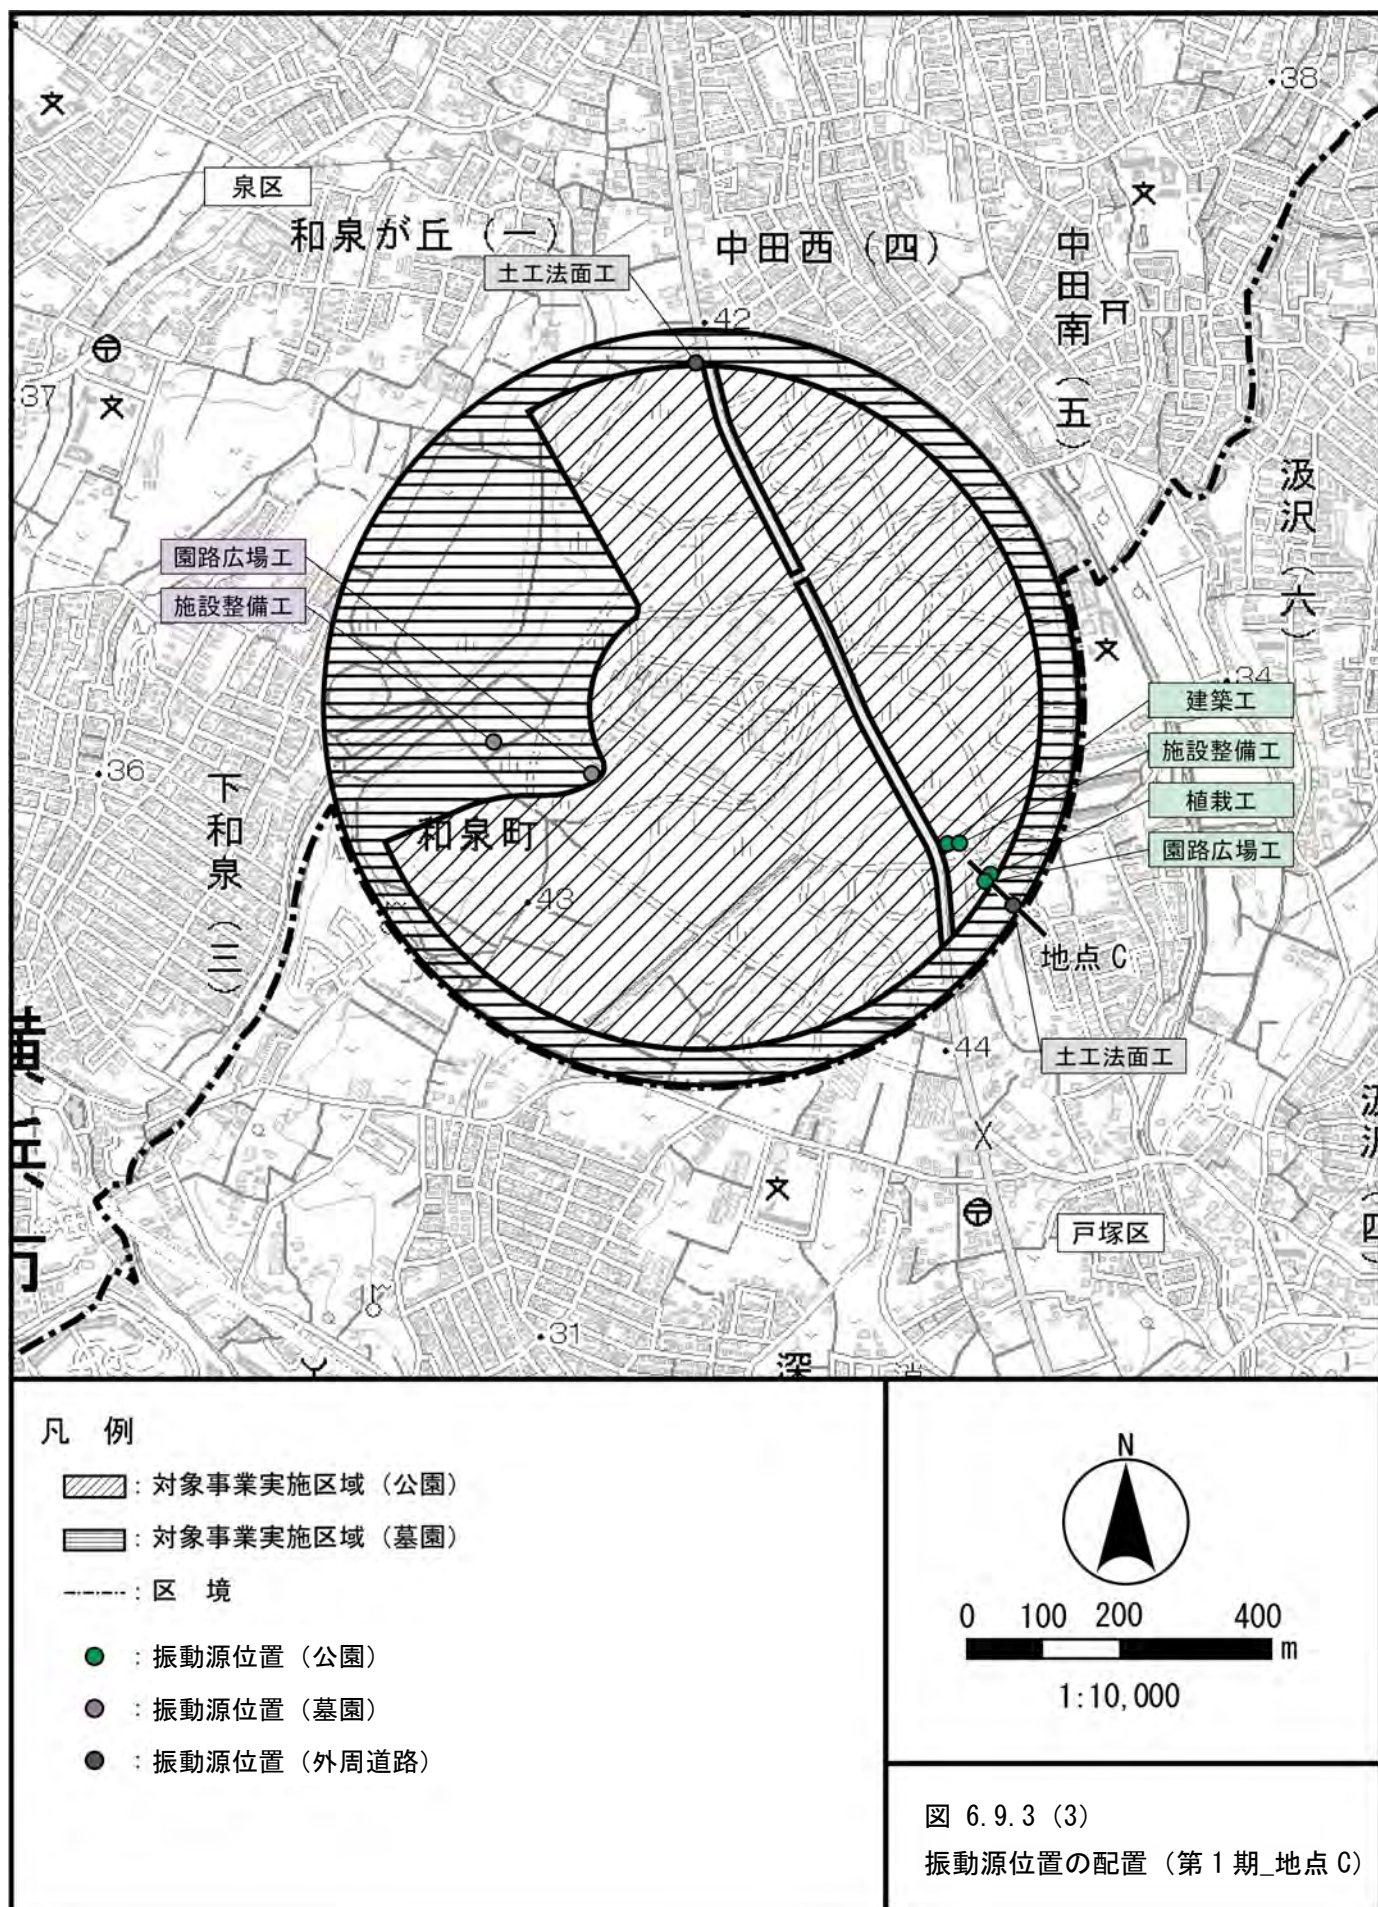 38
泉区
和泉が丘（一）
中田西（四）
中田南（五）
土工法面工
42
37
汲沢（六）
園路広場工
施設整備工
34
建築工
施設整備工
植栽工
園路広場工
36
下和泉（三）
和泉町
43
地点 C
44
土工法面工
戸塚区
31
深
凡 例
：対象事業実施区域（公園）
：対象事業実施区域（墓園）
：区 境
：振動源位置（公園）
：振動源位置（墓園）
：振動源位置（外周道路）
N
0 100 200 400
m
1:10,000
図 6.9.3（3）
振動源位置の配置（第 1 期_地点 C）